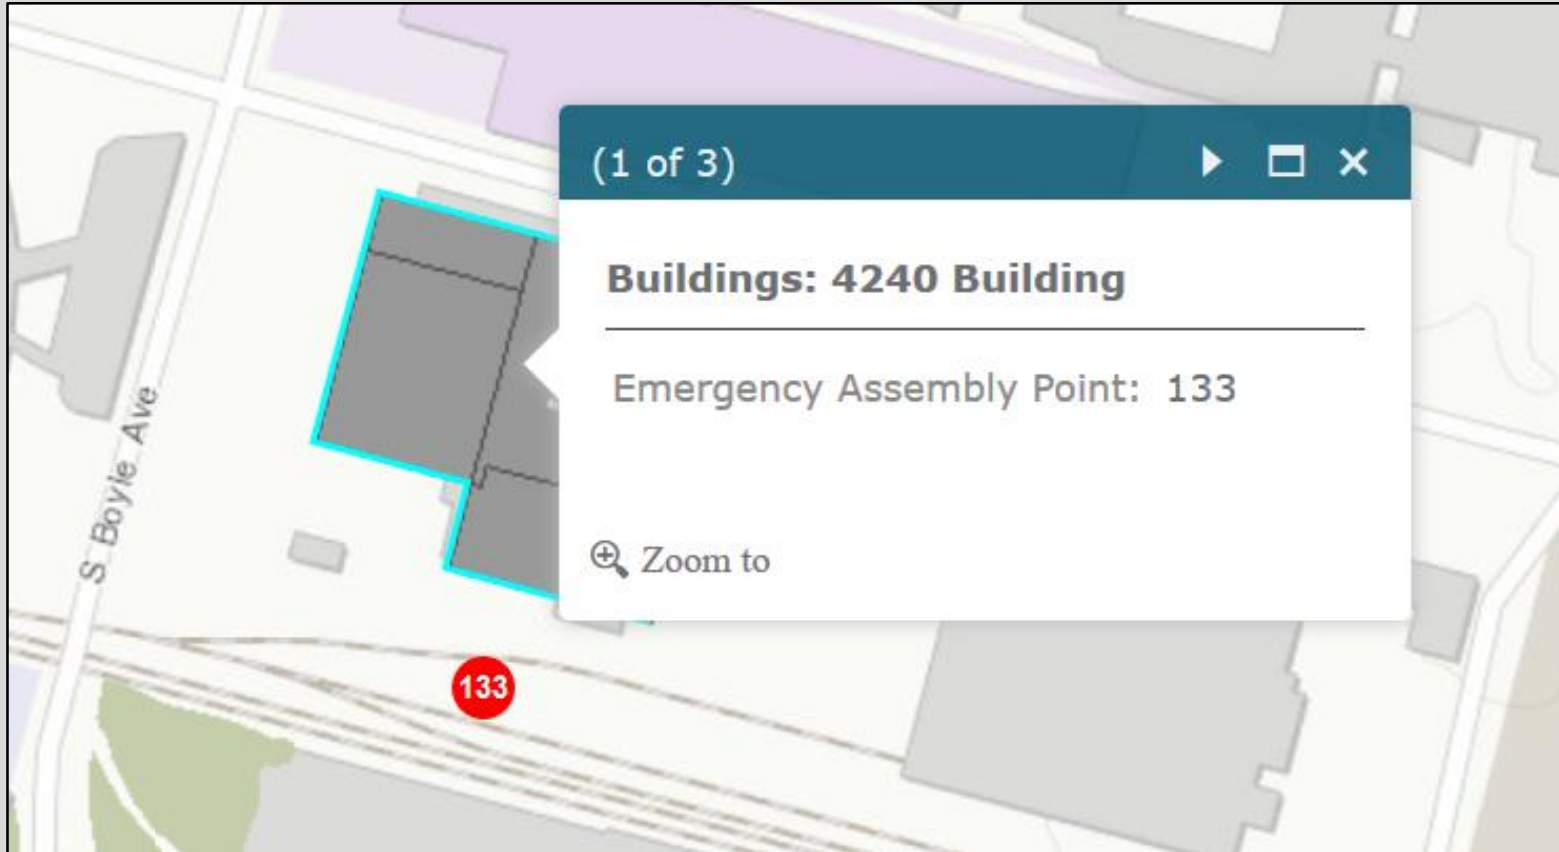 (1 of 3)
Buildings: 4240 Building
Emergency Assembly Point: 133
Zoom to
S Boyle Ave
133